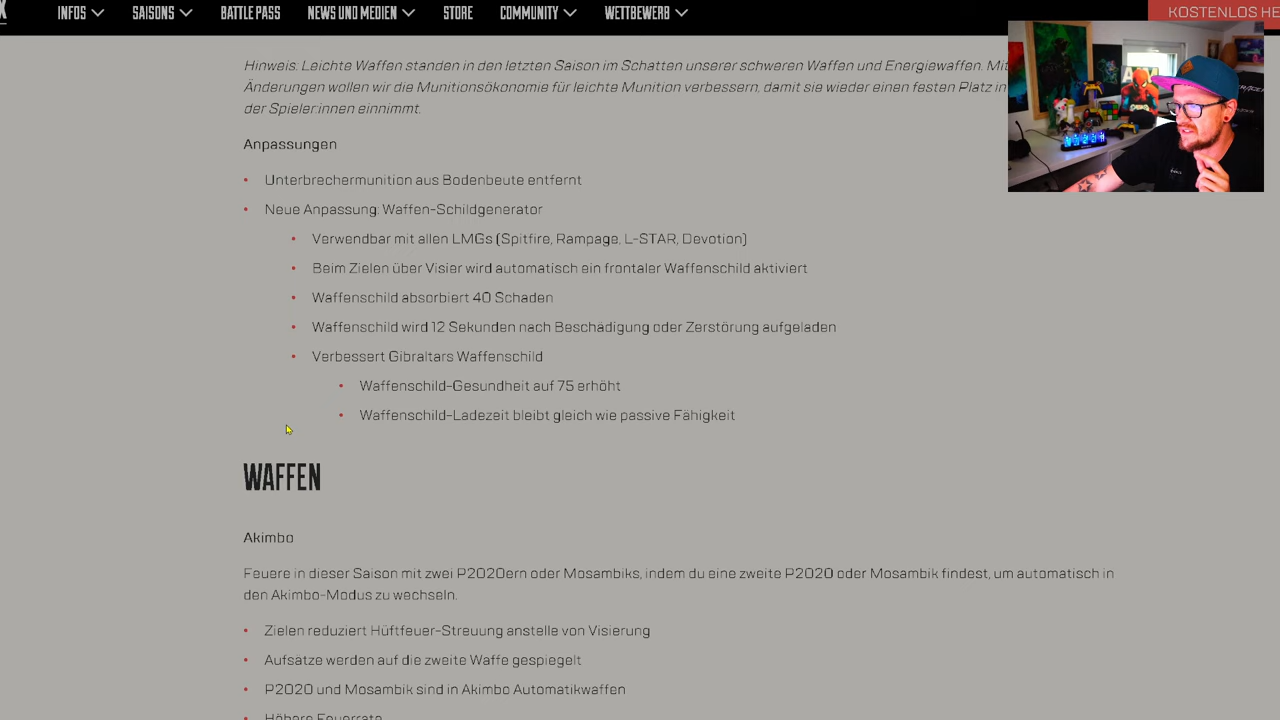 INFOS SAISONS BATTLE PASS NEWS UND MEDIEN STORE COMMUNITY WETTBEWERB KOSTENLOS HE
Hinweis: Leichte Waffen standen in den letzten Saison im Schatten unserer schweren Waffen und Energiewaffen. Mit
Änderungen wollen wir die Munitionsökonomie für leichte Munition verbessern, damit sie wieder einen festen Platz in
der Spieler:innen einnimmt.
Anpassungen
• Unterbrechermunition aus Bodenbeute entfernt
• Neue Anpassung: Waffen-Schildgenerator
• Verwendbar mit allen LMGs (Spitfire, Rampage, L-STAR, Devotion)
• Beim Zielen über Visier wird automatisch ein frontaler Waffenschild aktiviert
• Waffenschild absorbiert 40 Schaden
• Waffenschild wird 12 Sekunden nach Beschädigung oder Zerstörung aufgeladen
• Verbessert Gibraltars Waffenschild
• Waffenschild-Gesundheit auf 75 erhöht
• Waffenschild-Ladezeit bleibt gleich wie passive Fähigkeit
WAFFEN
Akimbo
Feuere in dieser Saison mit zwei P2020ern oder Mosambiks, indem du eine zweite P2020 oder Mosambik findest, um automatisch in
den Akimbo-Modus zu wechseln.
• Zielen reduziert Hüftfeuer-Streuung anstelle von Visierung
• Aufsätze werden auf die zweite Waffe gespiegelt
• P2020 und Mosambik sind in Akimbo Automatikwaffen
• Höhere Feuerrate